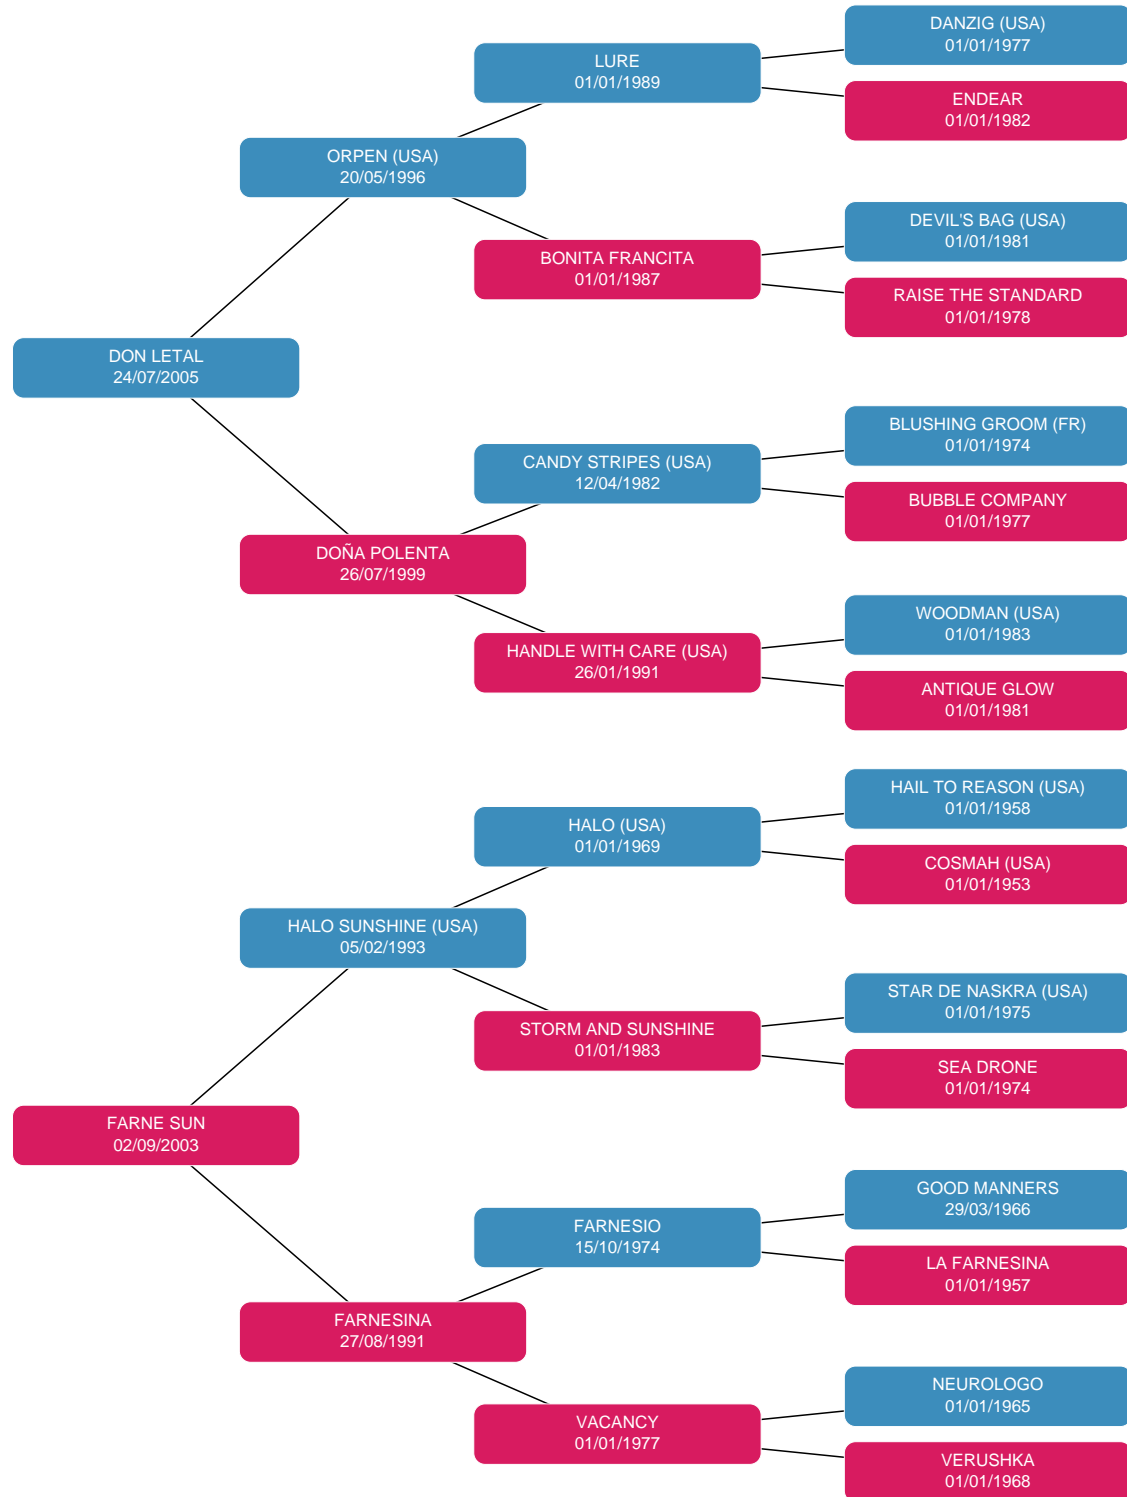 DANZIG (USA)
01/01/1977
LURE
01/01/1989
ENDEAR
01/01/1982
ORPEN (USA)
20/05/1996
DEVIL'S BAG (USA)
01/01/1981
BONITA FRANCITA
01/01/1987
RAISE THE STANDARD
01/01/1978
DON LETAL
24/07/2005
BLUSHING GROOM (FR)
01/01/1974
CANDY STRIPES (USA)
12/04/1982
BUBBLE COMPANY
01/01/1977
DOÑA POLENTA
26/07/1999
WOODMAN (USA)
01/01/1983
HANDLE WITH CARE (USA)
26/01/1991
ANTIQUE GLOW
01/01/1981
HAIL TO REASON (USA)
01/01/1958
HALO (USA)
01/01/1969
COSMAH (USA)
01/01/1953
HALO SUNSHINE (USA)
05/02/1993
STAR DE NASKRA (USA)
01/01/1975
STORM AND SUNSHINE
01/01/1983
SEA DRONE
01/01/1974
FARNE SUN
02/09/2003
GOOD MANNERS
29/03/1966
FARNESIO
15/10/1974
LA FARNESINA
01/01/1957
FARNESINA
27/08/1991
NEUROLOGO
01/01/1965
VACANCY
01/01/1977
VERUSHKA
01/01/1968